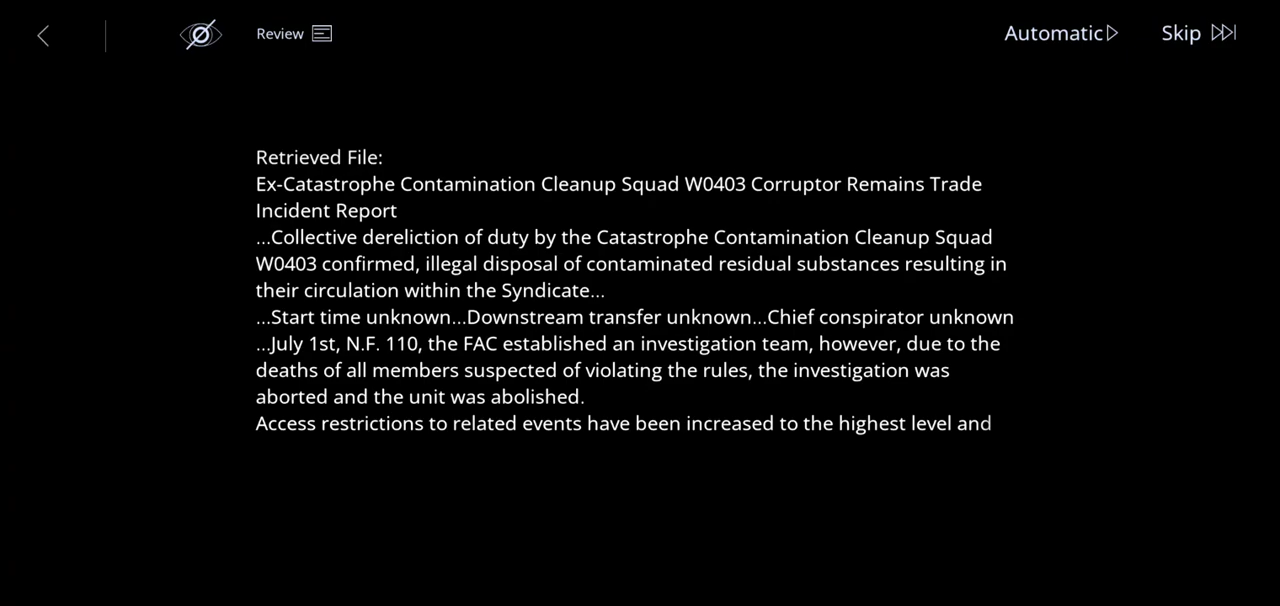 Review
Automatic
Skip
Retrieved File:
Ex-Catastrophe Contamination Cleanup Squad W0403 Corruptor Remains Trade
Incident Report
...Collective dereliction of duty by the Catastrophe Contamination Cleanup Squad
W0403 confirmed, illegal disposal of contaminated residual substances resulting in
their circulation within the Syndicate...
...Start time unknown...Downstream transfer unknown...Chief conspirator unknown
...July 1st, N.F. 110, the FAC established an investigation team, however, due to the
deaths of all members suspected of violating the rules, the investigation was
aborted and the unit was abolished.
Access restrictions to related events have been increased to the highest level and